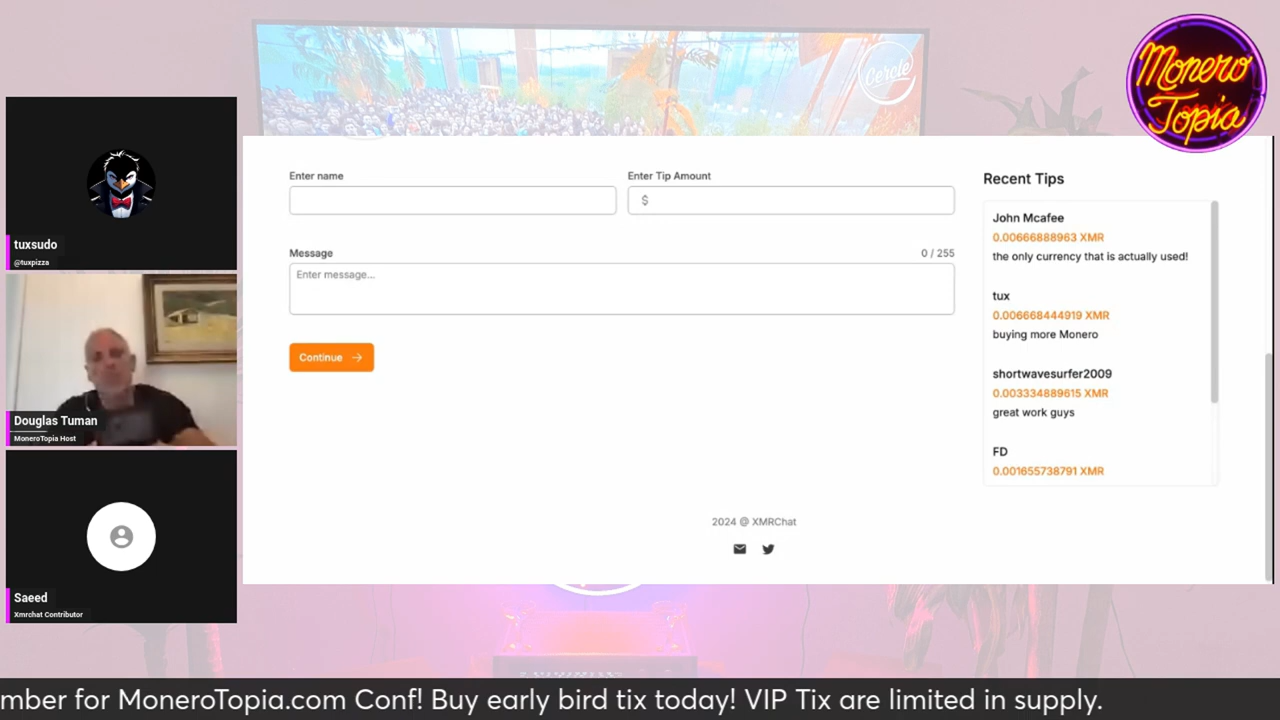 Cercle
Monero
Topia
tuxsudo
@tuxpizza
Douglas Tuman
MoneroTopia Host
Saeed
Xmrchat Contributor
Enter name
Enter Tip Amount
$
Message
0 / 255
Enter message...
Continue →
Recent Tips
John Mcafee
0.00666888963 XMR
the only currency that is actually used!
tux
0.006668444919 XMR
buying more Monero
shortwavesurfer2009
0.003334889615 XMR
great work guys
FD
0.001655738791 XMR
2024 @ XMRChat
mber for MoneroTopia.com Conf! Buy early bird tix today! VIP Tix are limited in supply.